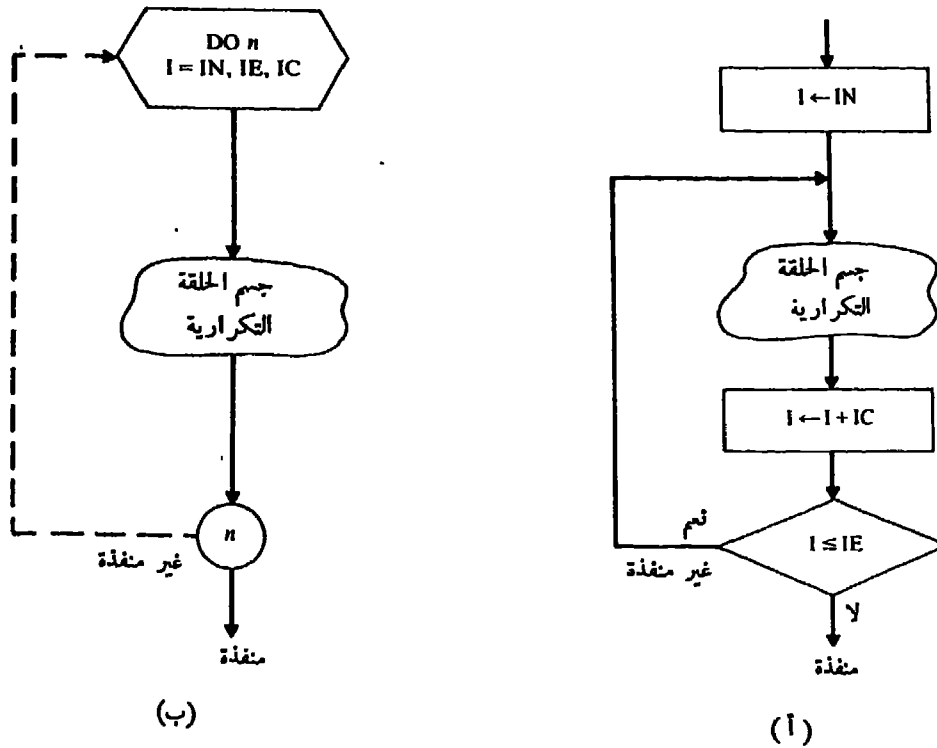 DO n
I = IN, IE, IC
جسم الحلقة
التكرارية
n
غير منفذة
منفذة
(ب)
I ← IN
جسم الحلقة
التكرارية
I ← I + IC
I ≤ IE
نعم
غير منفذة
لا
منفذة
(أ)